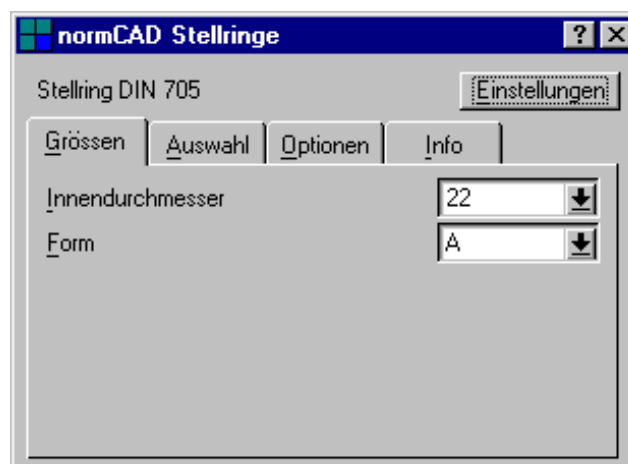 normCAD Stellringe
Stellring DIN 705
Einstellungen
Grössen Auswahl Optionen Info
Innendurchmesser 22
Form A